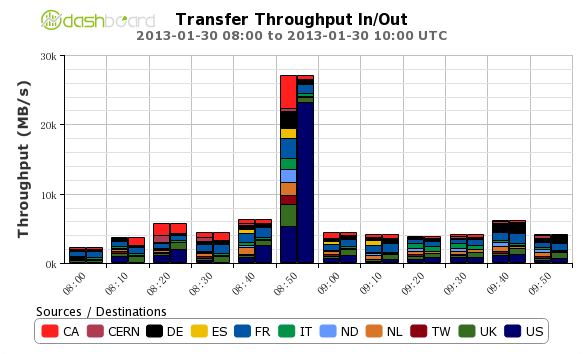 dashboard
Transfer Throughput In/Out
2013-01-30 08:00 to 2013-01-30 10:00 UTC
Throughput (MB/s)
30k
20k
10k
0k
08:00 08:10 08:20 08:30 08:40 08:50 09:00 09:10 09:20 09:30 09:40 09:50
Sources / Destinations
CA CERN DE ES FR IT ND NL TW UK US